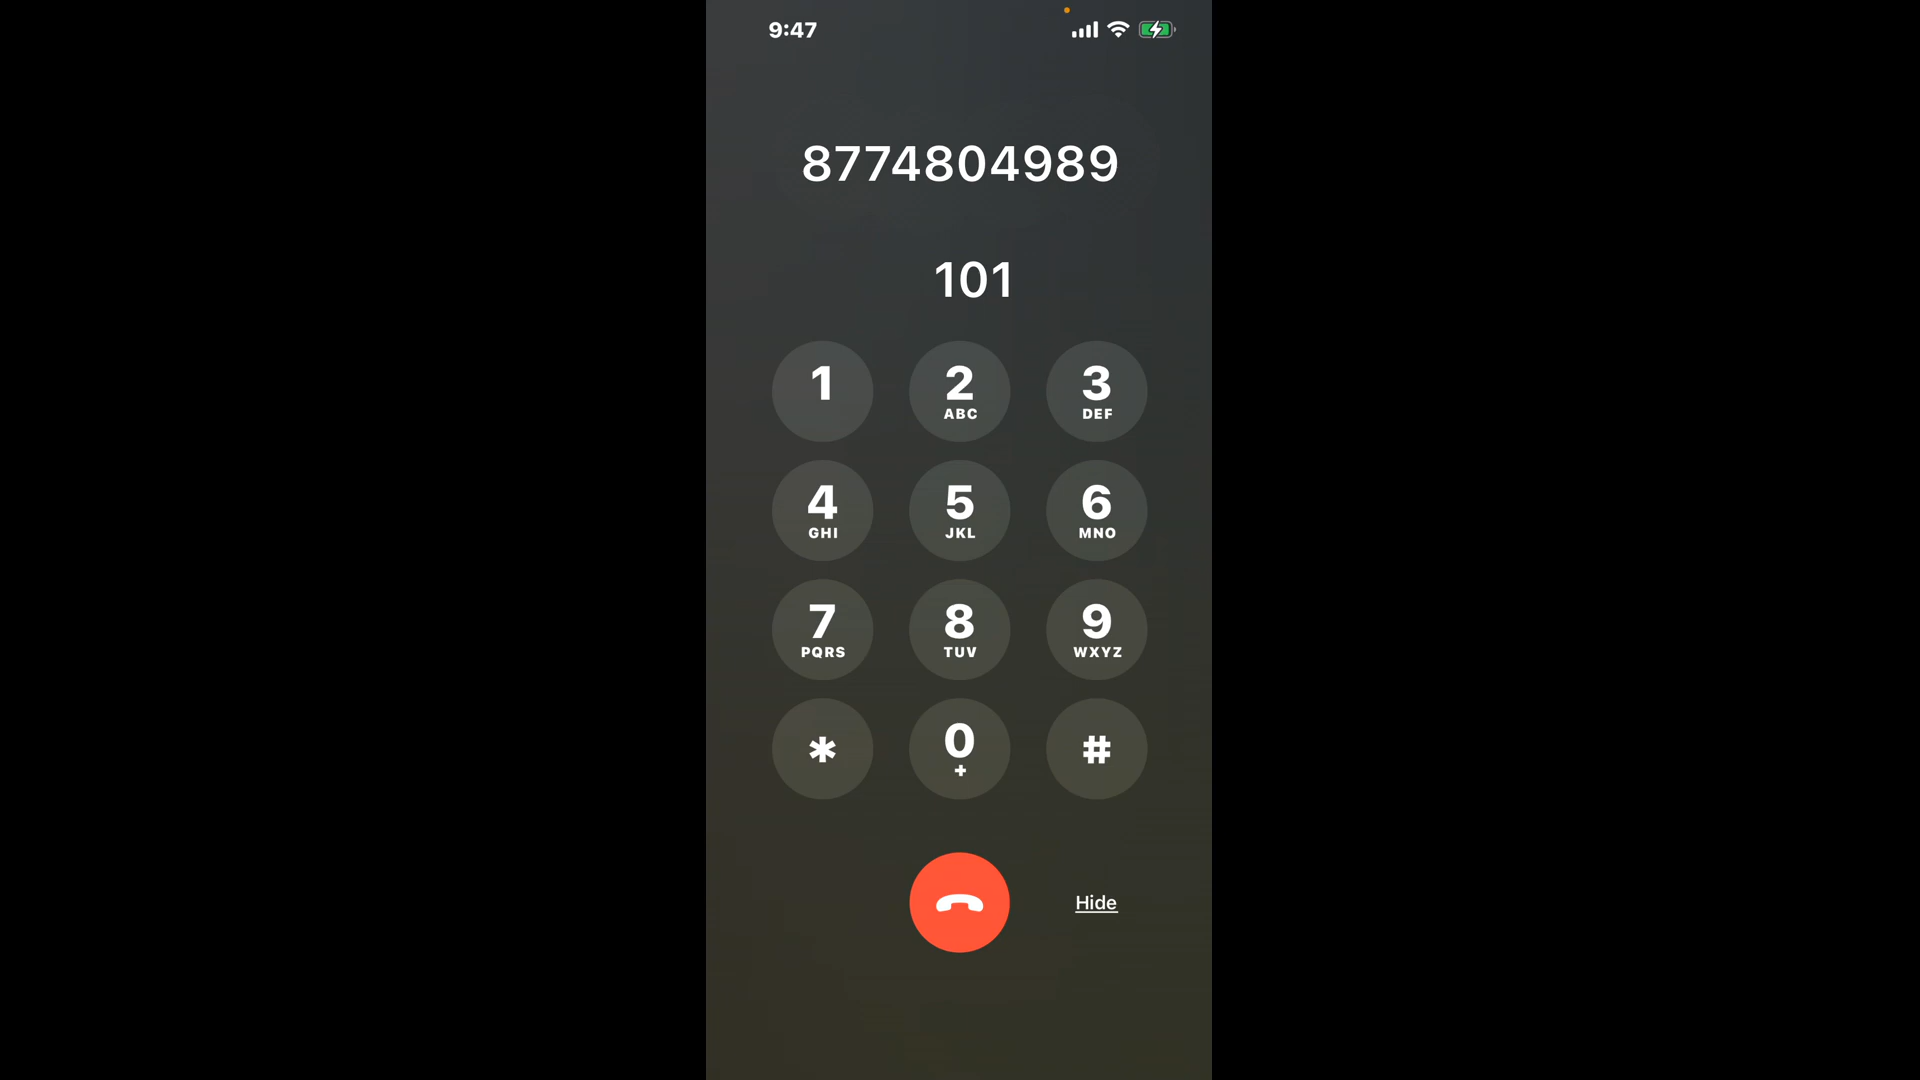 9:47
8774804989
101
1 2 3
ABC DEF
4 5 6
GHI JKL MNO
7 8 9
PQRS TUV WXYZ
* 0 #
+
Hide